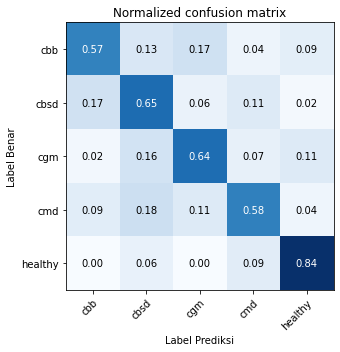 Normalized confusion matrix
Label Benar
cbb 0.57 0.13 0.17 0.04 0.09
cbsd 0.17 0.65 0.06 0.11 0.02
cgm 0.02 0.16 0.64 0.07 0.11
cmd 0.09 0.18 0.11 0.58 0.04
healthy 0.00 0.06 0.00 0.09 0.84
cbb cbsd cgm cmd healthy
Label Prediksi